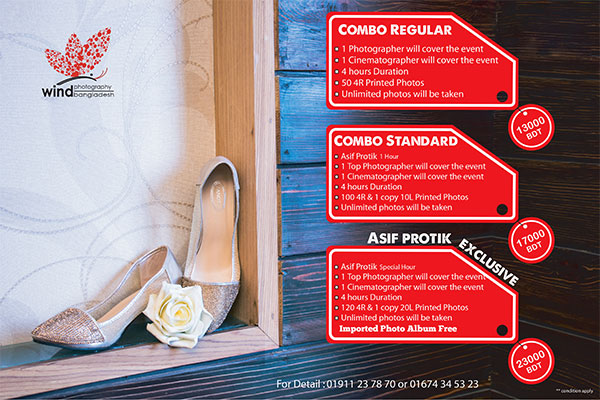 wind photography
bangladesh
COMBO REGULAR
• 1 Photographer will cover the event
• 1 Cinematographer will cover the event
• 4 hours Duration
• 50 4R Printed Photos
• Unlimited photos will be taken
13000
BDT
COMBO STANDARD
• Asif Protik 1 Hour
• 1 Top Photographer will cover the event
• 1 Cinematographer will cover the event
• 4 hours Duration
• 100 4R & 1 copy 10L Printed Photos
• Unlimited photos will be taken
17000
BDT
ASIF PROTIK EXCLUSIVE
• Asif Protik Special Hour
• 1 Top Photographer will cover the event
• 1 Cinematographer will cover the event
• 4 hours Duration
• 120 4R & 1 copy 20L Printed Photos
• Unlimited photos will be taken
Imported Photo Album Free
23000
BDT
For Detail : 01911 23 78 70 or 01674 34 53 23
** condition apply